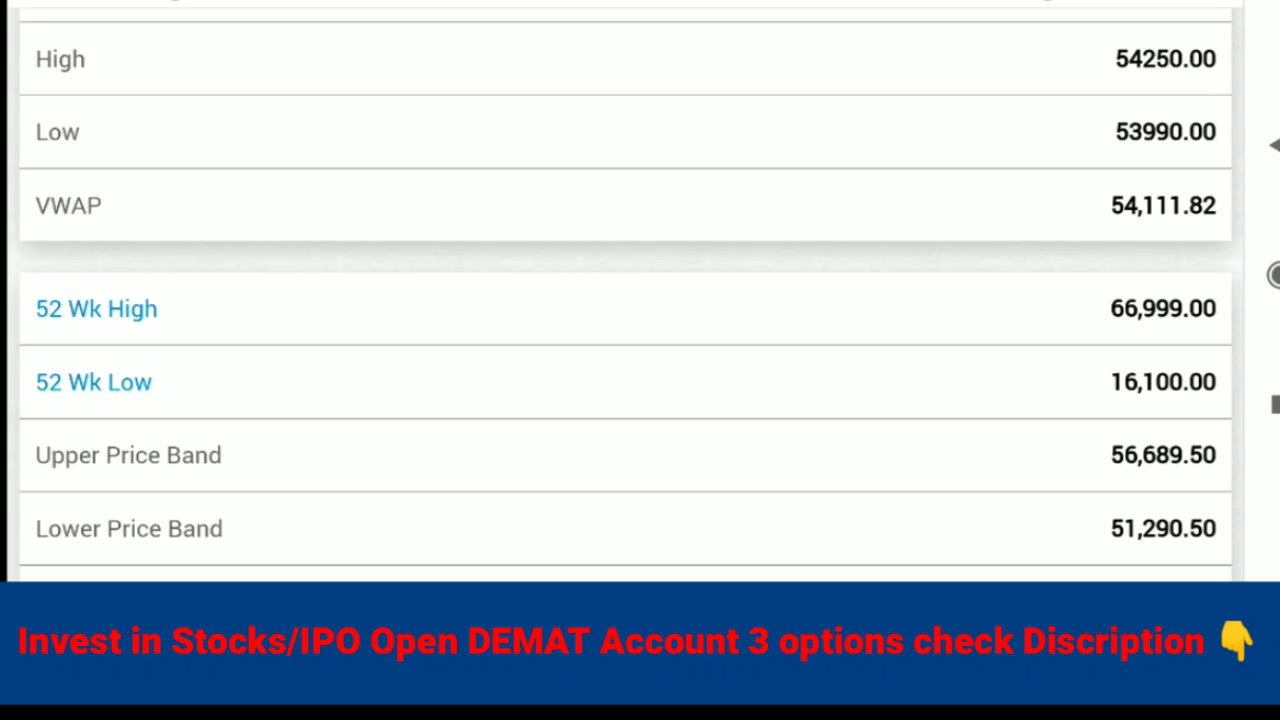 High 54250.00
Low 53990.00
VWAP 54,111.82
52 Wk High 66,999.00
52 Wk Low 16,100.00
Upper Price Band 56,689.50
Lower Price Band 51,290.50
Invest in Stocks/IPO Open DEMAT Account 3 options check Discription 👇